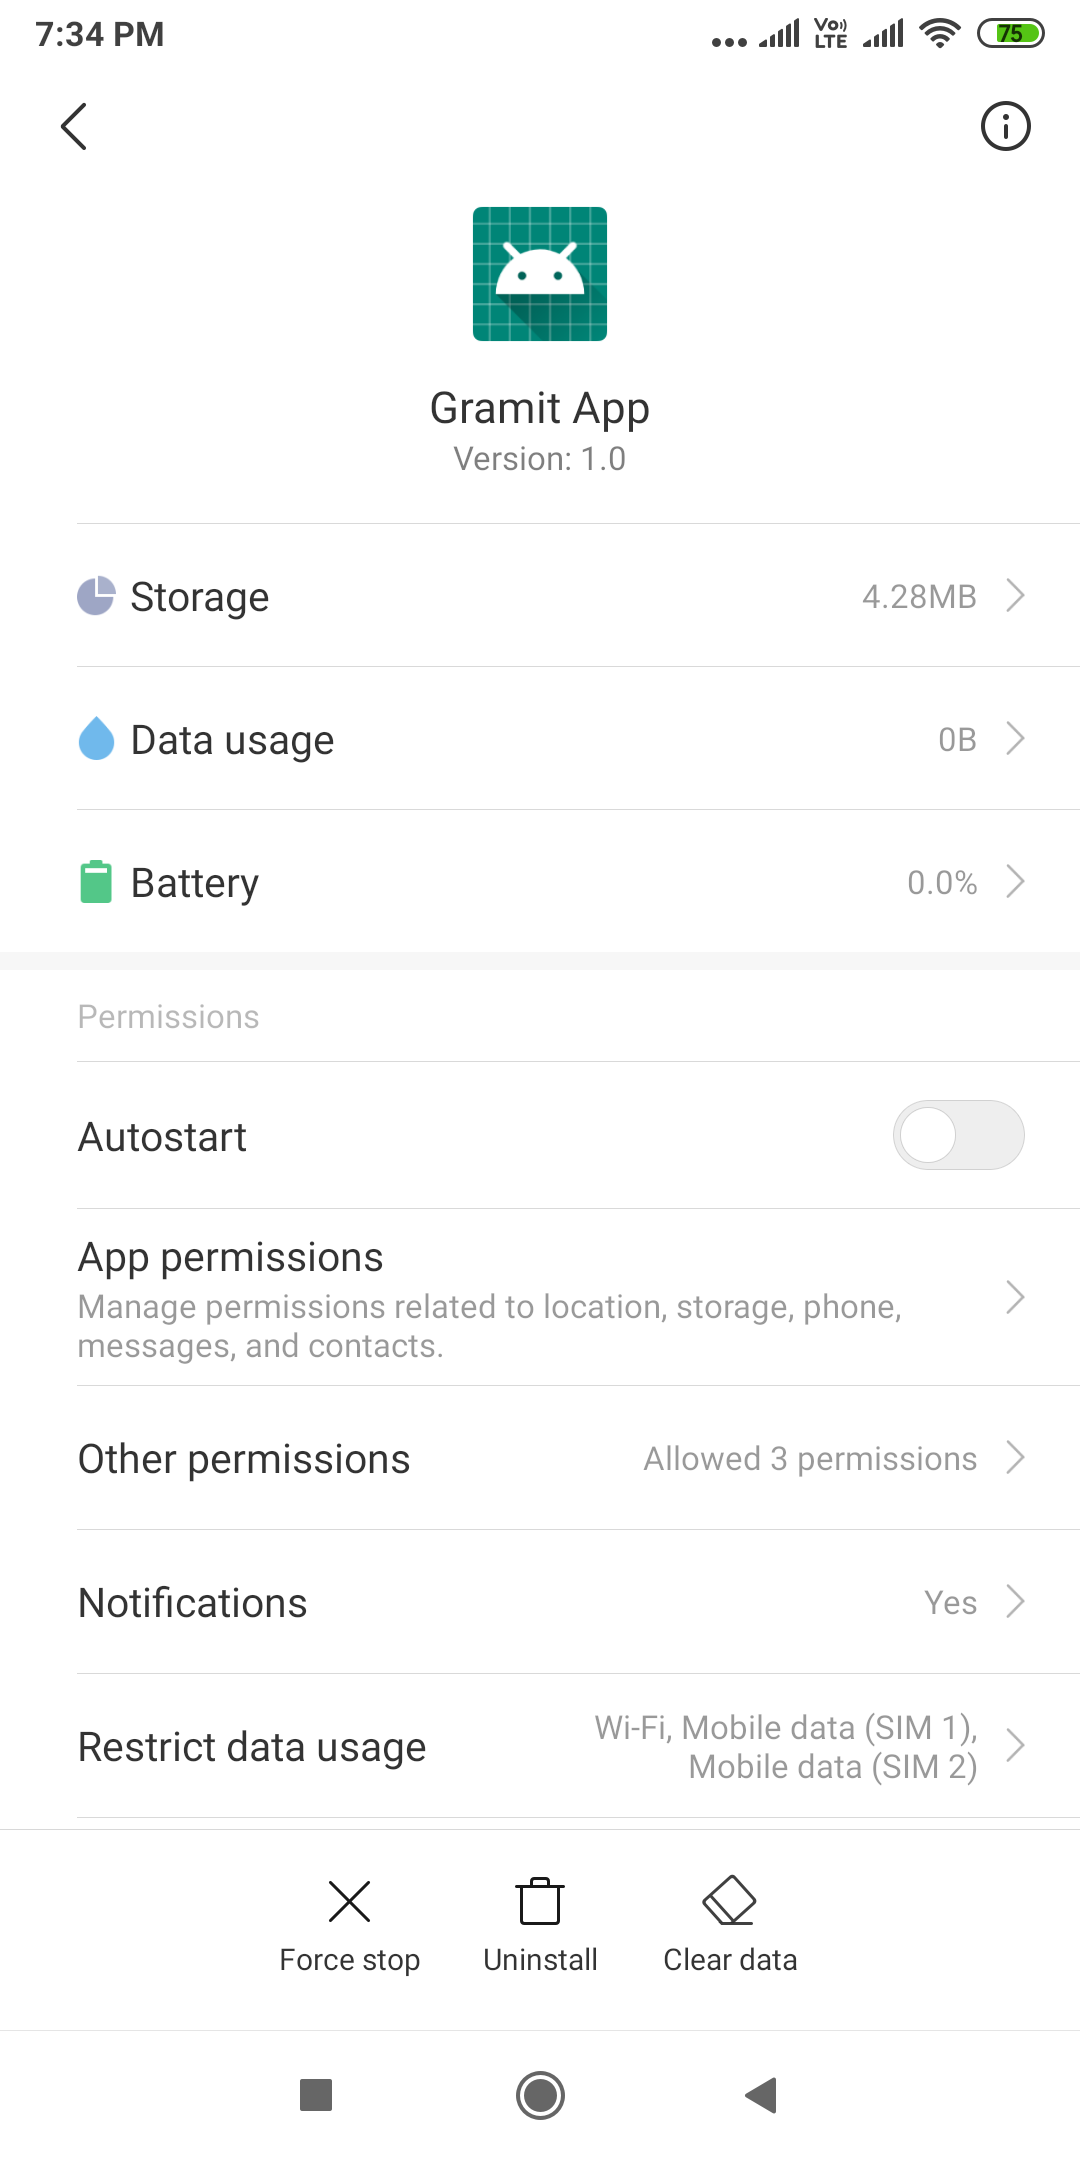 7:34 PM
Vo)) LTE
75
Gramit App
Version: 1.0
Storage
4.28MB
Data usage
0B
Battery
0.0%
Permissions
Autostart
App permissions
Manage permissions related to location, storage, phone,
messages, and contacts.
Other permissions
Allowed 3 permissions
Notifications
Yes
Restrict data usage
Wi-Fi, Mobile data (SIM 1),
Mobile data (SIM 2)
Force stop
Uninstall
Clear data